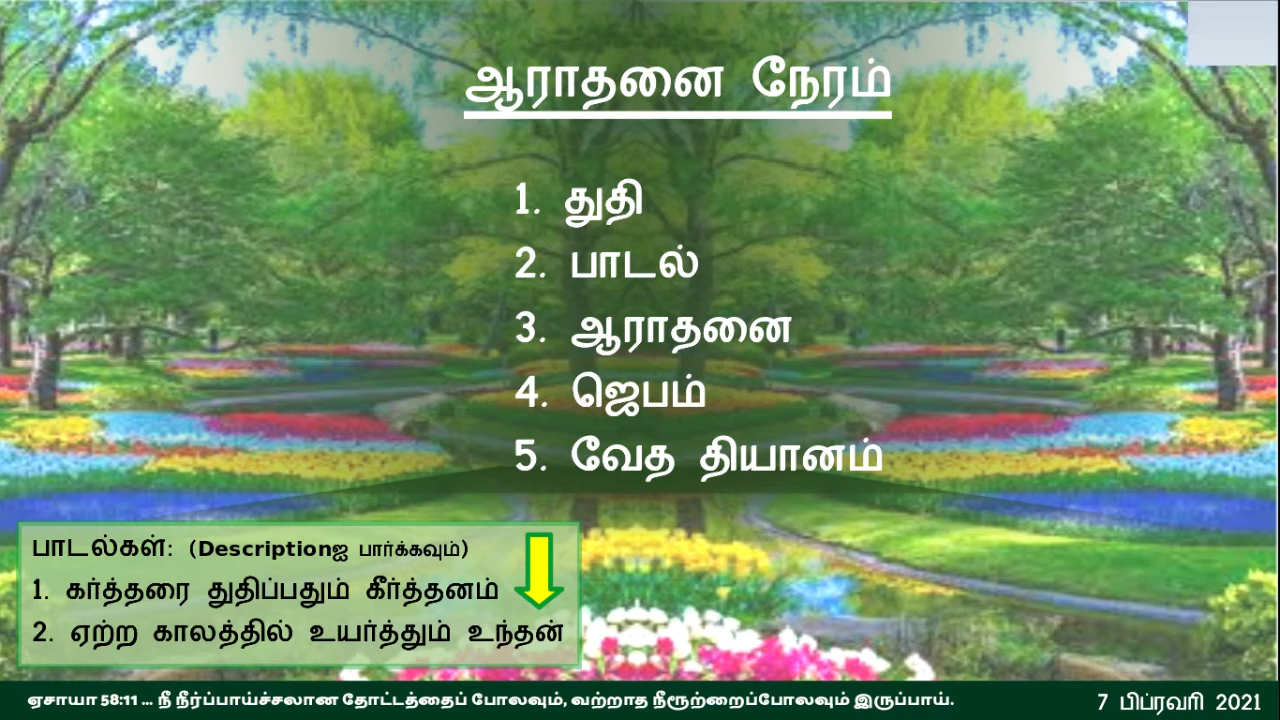 ஆராதனை நேரம்
1. துதி
2. பாடல்
3. ஆராதனை
4. ஜெபம்
5. வேத தியானம்
பாடல்கள்: (Descriptionஐ பார்க்கவும்)
1. கர்த்தரை துதிப்பதும் கீர்த்தனம்
2. ஏற்ற காலத்தில் உயர்த்தும் உந்தன்
ஏசாயா 58:11 ... நீ நீர்ப்பாய்ச்சலான தோட்டத்தைப் போலவும், வற்றாத நீரூற்றைப்போலவும் இருப்பாய்.
7 பிப்ரவரி 2021